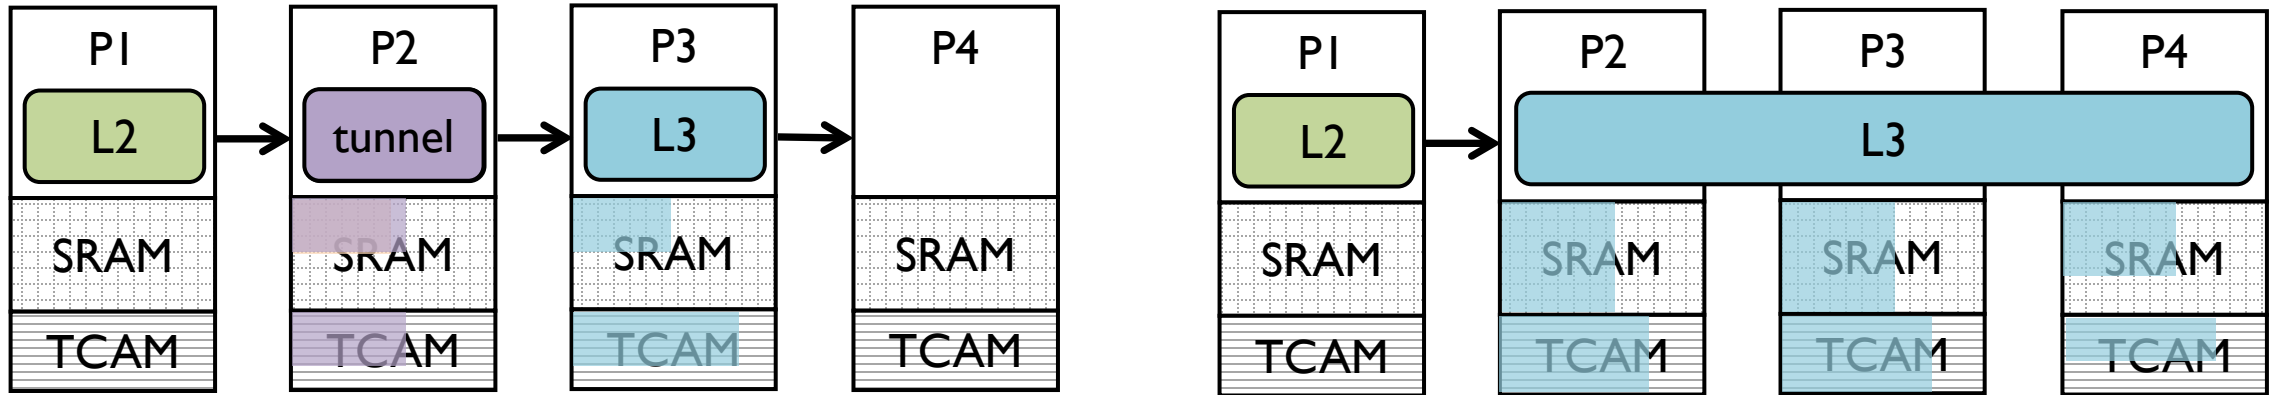 P1 P2 P3 P4
L2 tunnel L3
SRAM SRAM SRAM SRAM
TCAM TCAM TCAM TCAM
P1 P2 P3 P4
L2 L3
SRAM SRAM SRAM SRAM
TCAM TCAM TCAM TCAM